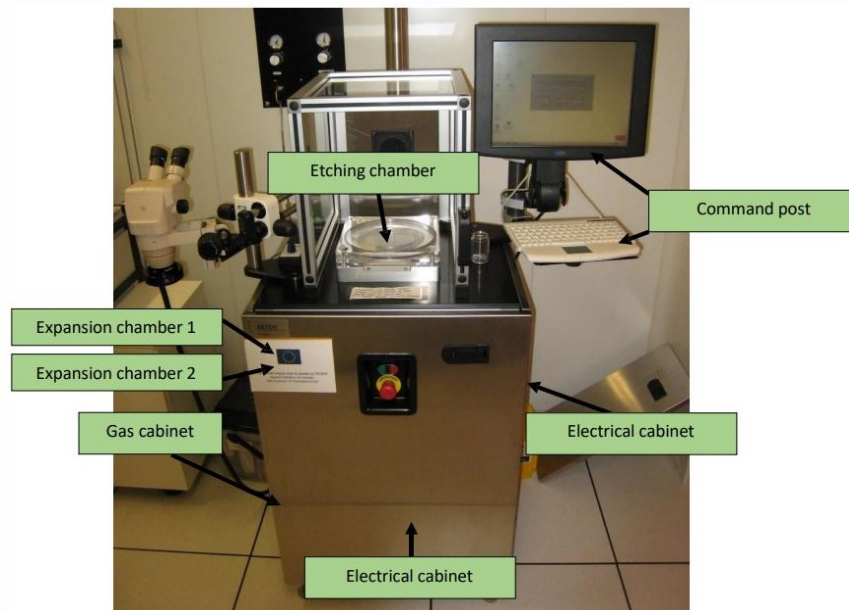 Etching chamber
Command post
Expansion chamber 1
Expansion chamber 2
Gas cabinet
Electrical cabinet
Electrical cabinet